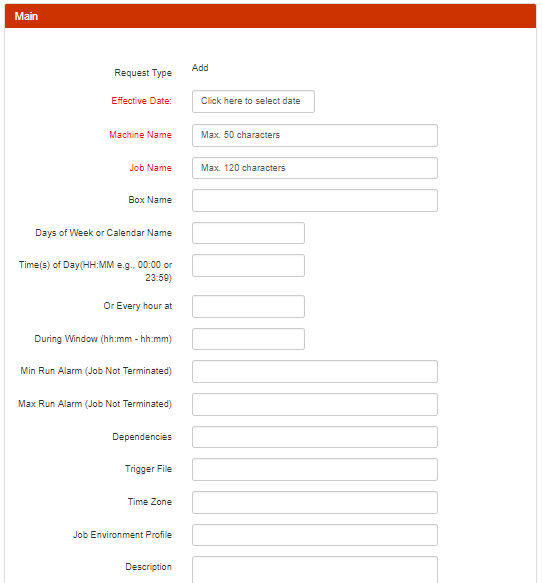 Main
Request Type Add
Effective Date: Click here to select date
Machine Name Max. 50 characters
Job Name Max. 120 characters
Box Name
Days of Week or Calendar Name
Time(s) of Day(HH:MM e.g., 00:00 or
23:59)
Or Every hour at
During Window (hh:mm - hh:mm)
Min Run Alarm (Job Not Terminated)
Max Run Alarm (Job Not Terminated)
Dependencies
Trigger File
Time Zone
Job Environment Profile
Description